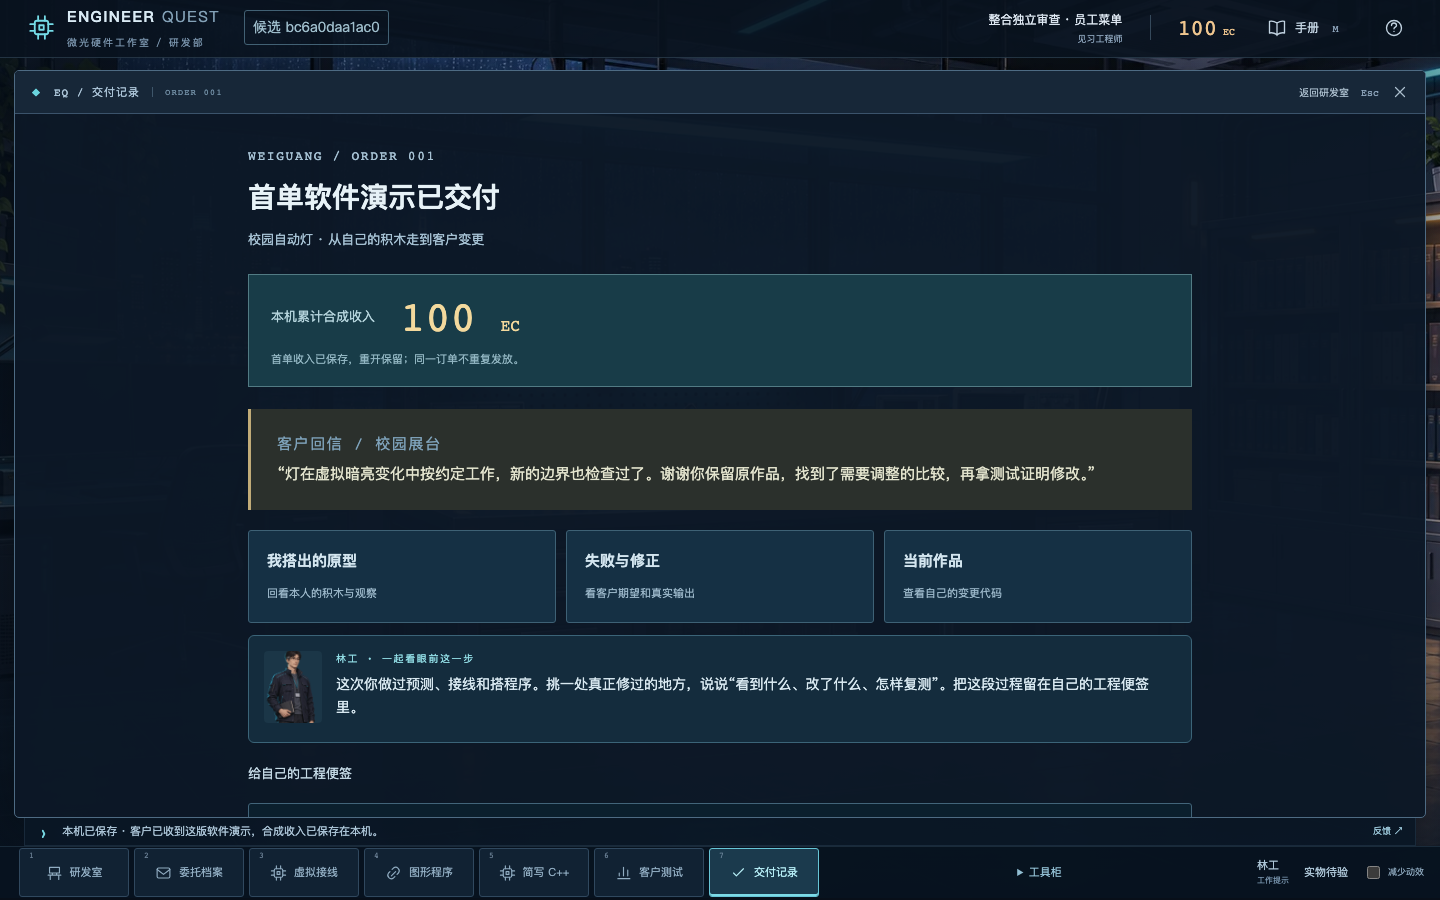 ENGINEER QUEST
微光硬件工作室 / 研发部
候选 bc6a0daa1ac0
整合独立审查 · 员工菜单
见习工程师
100 EC
手册 M
EQ / 交付记录 ORDER 001
返回研发室 Esc
WEIGUANG / ORDER 001
首单软件演示已交付
校园自动灯 · 从自己的积木走到客户变更
本机累计合成收入 100 EC
首单收入已保存，重开保留；同一订单不重复发放。
客户回信 / 校园展台
“灯在虚拟暗亮变化中按约定工作，新的边界也检查过了。谢谢你保留原作品，找到了需要调整的比较，再拿测试证明修改。”
我搭出的原型
回看本人的积木与观察
失败与修正
看客户期望和真实输出
当前作品
查看自己的变更代码
林工 · 一起看眼前这一步
这次你做过预测、接线和搭程序。挑一处真正修过的地方，说说“看到什么、改了什么、怎样复测”。把这段过程留在自己的工程便签
里。
给自己的工程便签
本机已保存 · 客户已收到这版软件演示，合成收入已保存在本机。
反馈 ↗
1 研发室
2 委托档案
3 虚拟接线
4 图形程序
5 简写 C++
6 客户测试
7 交付记录
▶ 工具柜
林工
工作提示
实物待验
减少动效